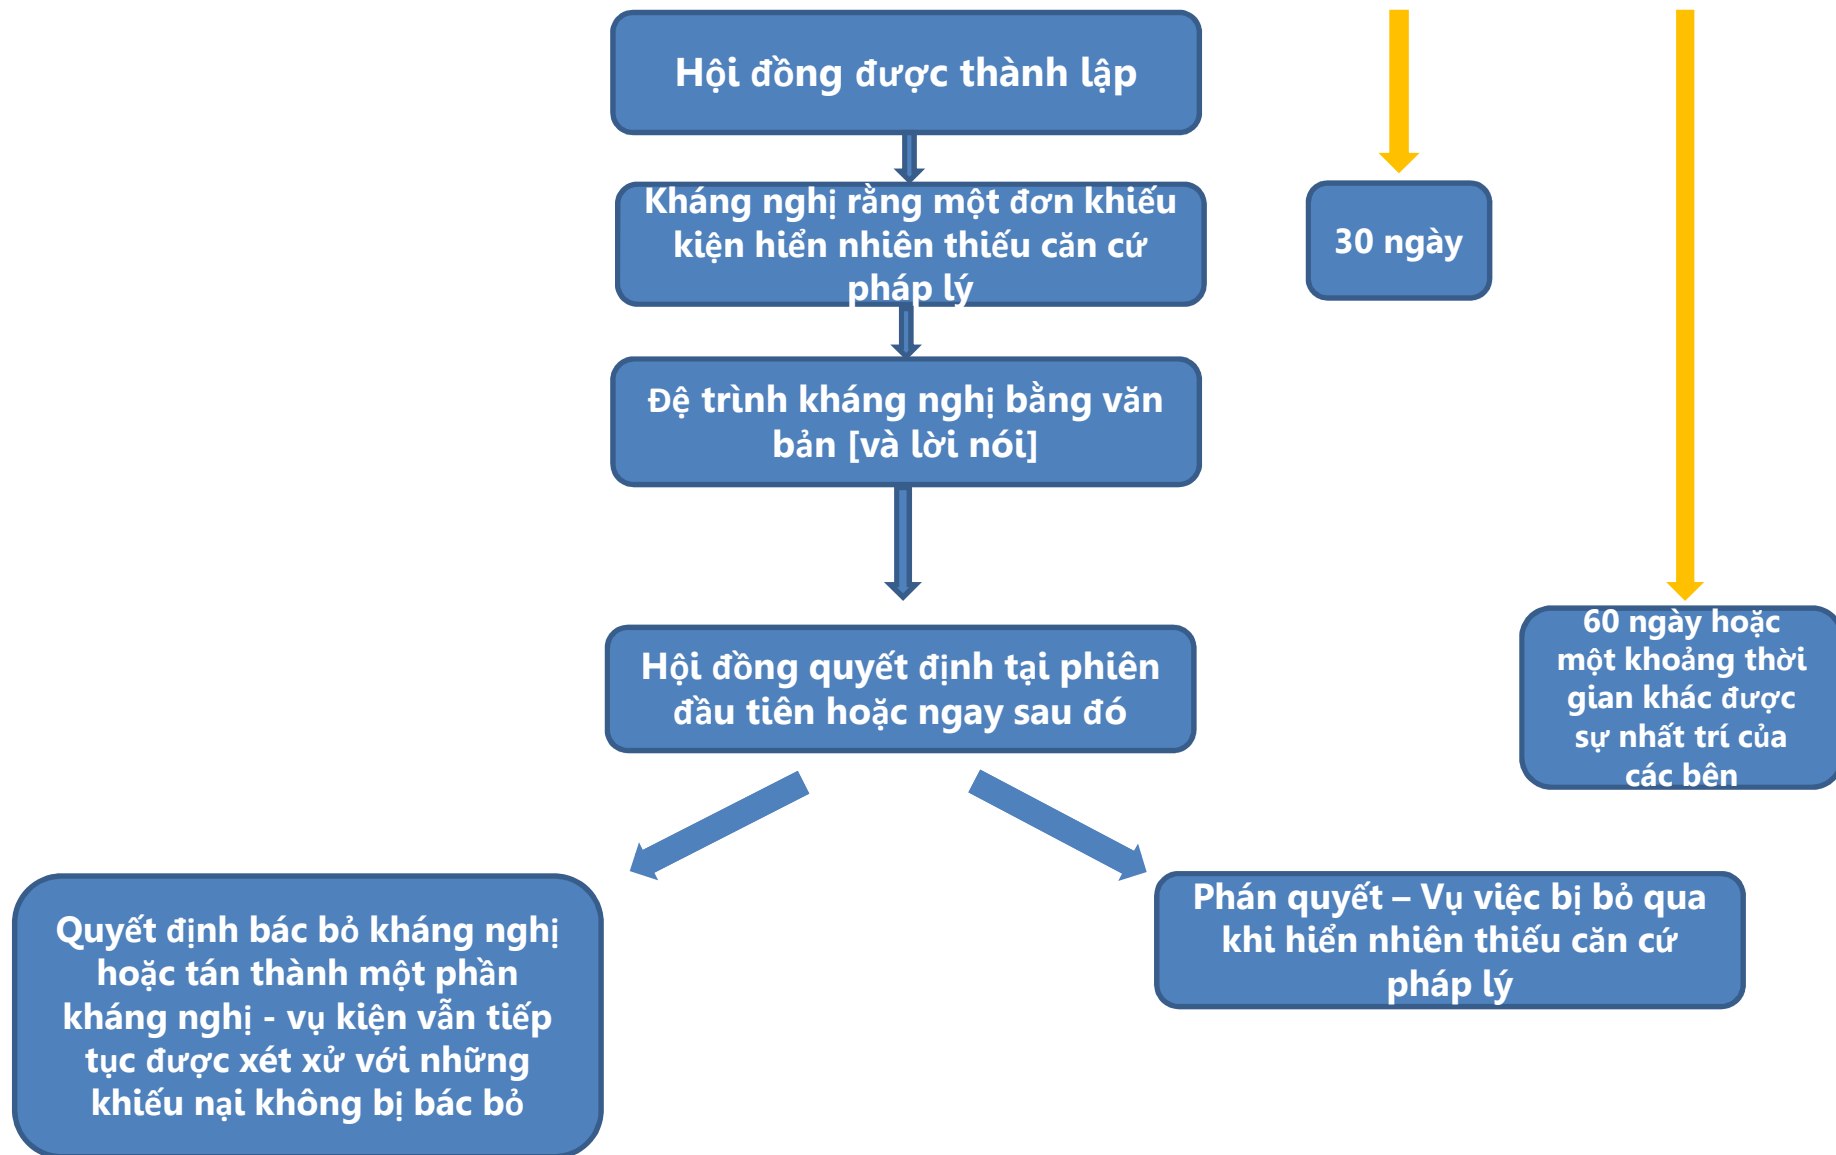 Hội đồng được thành lập
Kháng nghị rằng một đơn khiếu
kiện hiển nhiên thiếu căn cứ
pháp lý
30 ngày
Đệ trình kháng nghị bằng văn
bản [và lời nói]
Hội đồng quyết định tại phiên
đầu tiên hoặc ngay sau đó
60 ngày hoặc
một khoảng thời
gian khác được
sự nhất trí của
các bên
Quyết định bác bỏ kháng nghị
hoặc tán thành một phần
kháng nghị - vụ kiện vẫn tiếp
tục được xét xử với những
khiếu nại không bị bác bỏ
Phán quyết – Vụ việc bị bỏ qua
khi hiển nhiên thiếu căn cứ
pháp lý